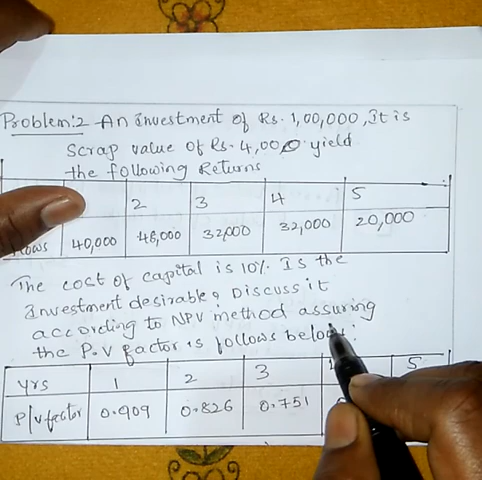 Problem:2 An Investment of Rs. 1,00,000, It is
Scrap value of Rs. 4,000 yield
the following Returns
2 3 4 5
40,000 48,000 32,000 32,000 20,000
The cost of capital is 10%. Is the
Investment desirable, Discuss it
according to NPV method assuring
the P.V factor is follows below:
yrs 1 2 3 5
P/v factor 0.909 0.826 0.751